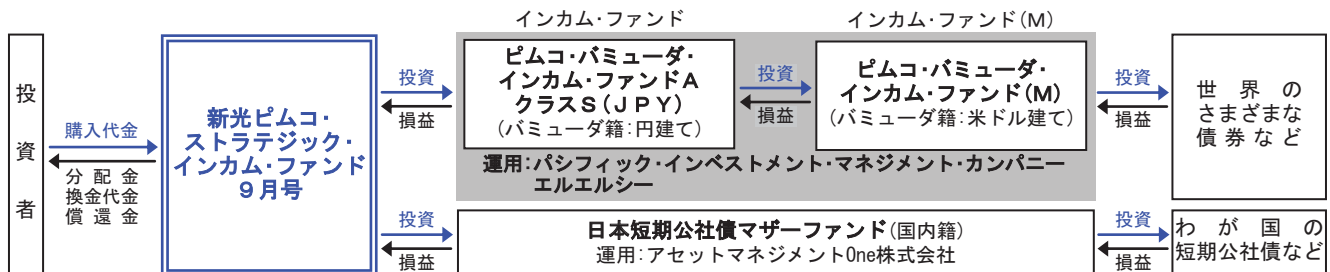 インカム・ファンド
インカム・ファンド(M)
投資者
購入代金
分配金
換金代金
償還金
新光ピムコ・
ストラテジック・
インカム・ファンド
9月号
投資
損益
ピムコ・バミューダ・
インカム・ファンドA
クラスS(JPY)
(バミューダ籍:円建て)
投資
損益
ピムコ・バミューダ・
インカム・ファンド(M)
(バミューダ籍:米ドル建て)
運用:パシフィック・インベストメント・マネジメント・カンパニー
エルエルシー
投資
損益
世界の
さまざまな
債券など
投資
損益
日本短期公社債マザーファンド(国内籍)
運用:アセットマネジメントOne株式会社
投資
損益
わが国の
短期公社債など